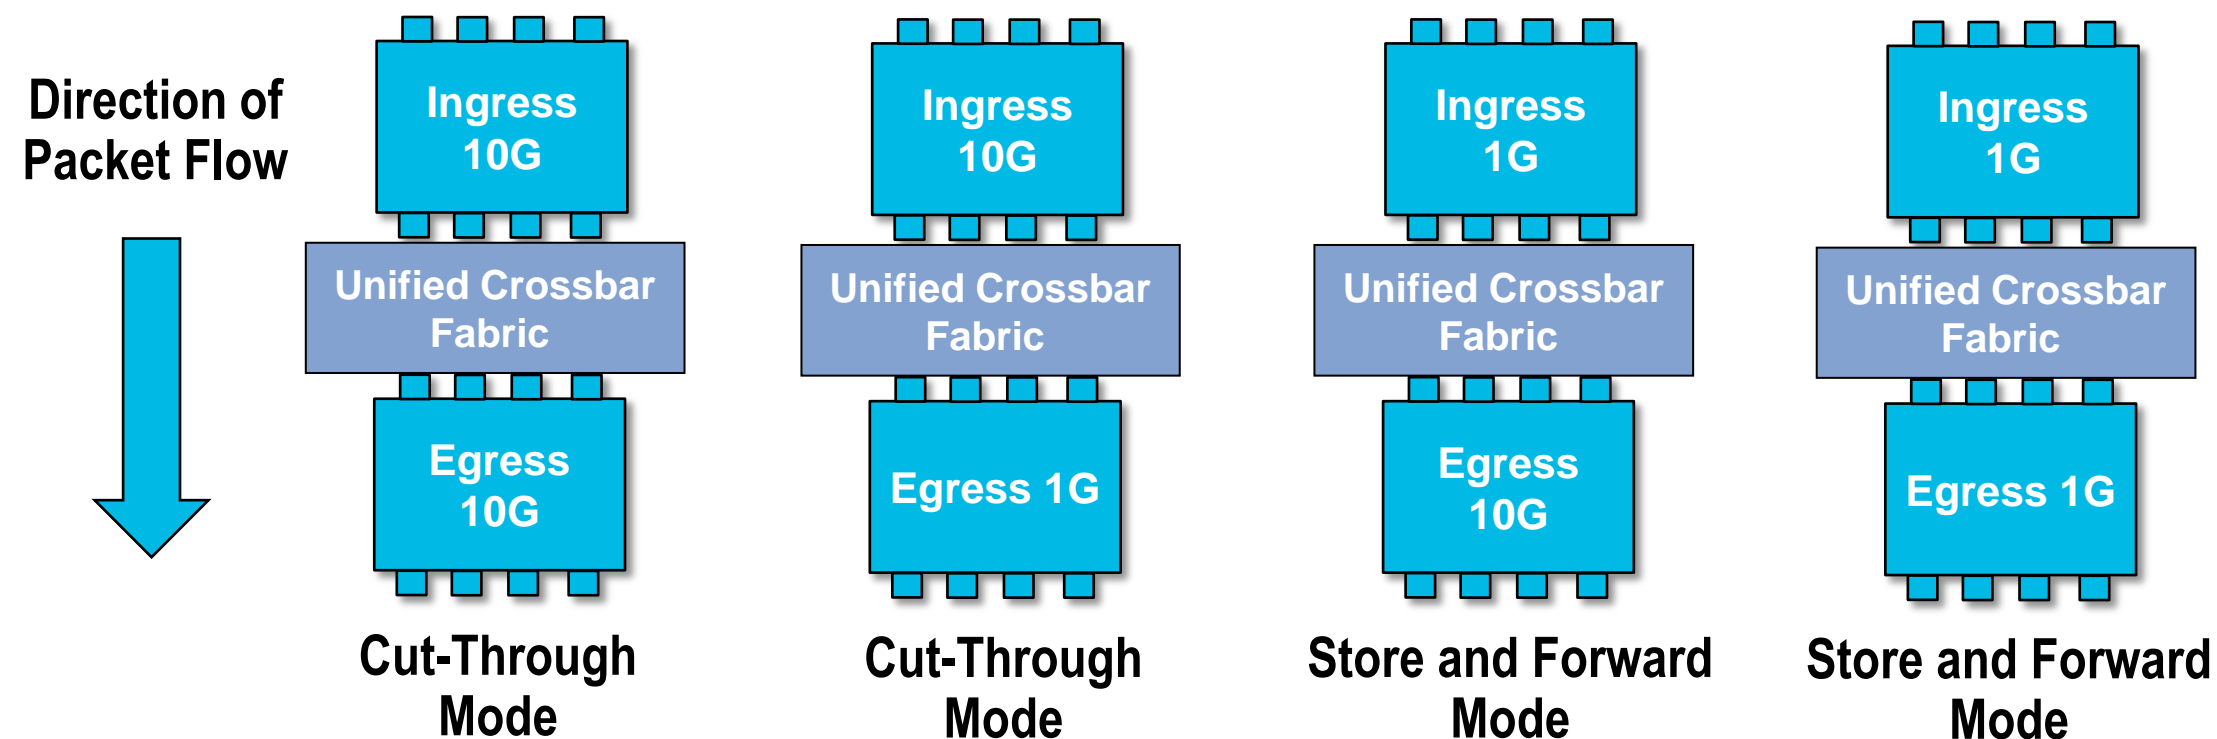 Direction of
Packet Flow
Ingress
10G
Unified Crossbar
Fabric
Egress
10G
Cut-Through
Mode
Ingress
10G
Unified Crossbar
Fabric
Egress 1G
Cut-Through
Mode
Ingress
1G
Unified Crossbar
Fabric
Egress
10G
Store and Forward
Mode
Ingress
1G
Unified Crossbar
Fabric
Egress 1G
Store and Forward
Mode